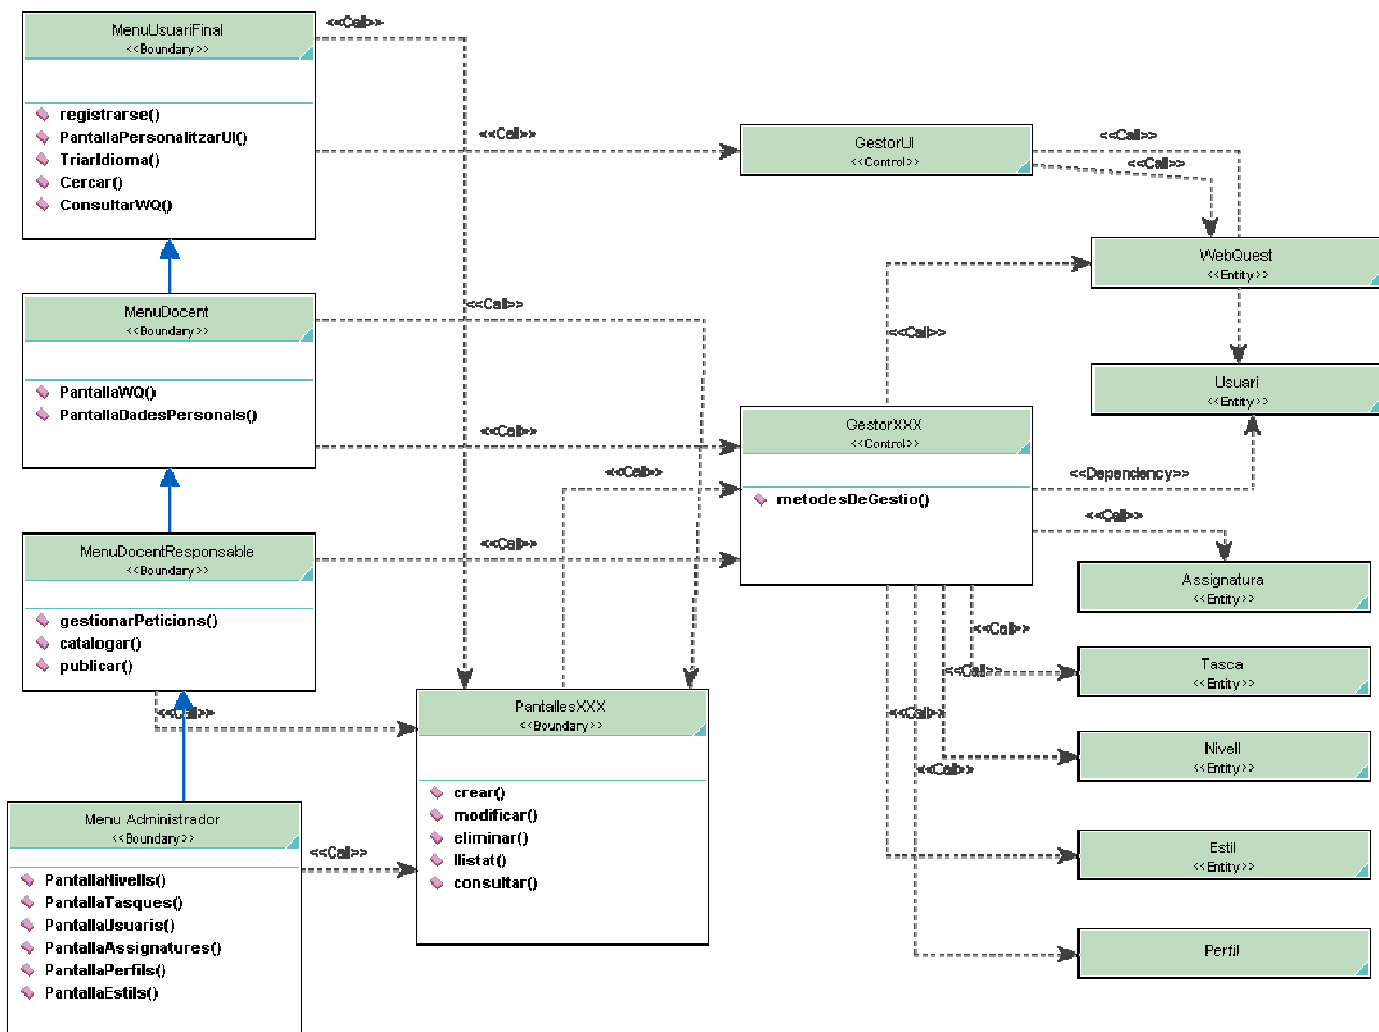 MenuUsuariFinal
<<Boundary>>
registrarse()
PantallaPersonalitzarUI()
TriarIdioma()
Cercar()
ConsultarWQ()
<<Call>>
<<Call>>
GestorUI
<<Control>>
<<Call>>
<<Call>>
WebQuest
<<Entity>>
MenuDocent
<<Boundary>>
PantallaWQ()
PantallaDadesPersonals()
<<Call>>
<<Call>>
Usuari
<<Entity>>
GestorXXX
<<Control>>
metodesDeGestio()
<<Call>>
<<Call>>
<<Dependency>>
<<Call>>
MenuDocentResponsable
<<Boundary>>
gestionarPeticions()
catalogar()
publicar()
<<Call>>
Assignatura
<<Entity>>
<<Call>>
Tasca
<<Entity>>
<<Call>>
<<Call>>
<<Call>>
PantallesXXX
<<Boundary>>
crear()
modificar()
eliminar()
llistat()
consultar()
Nivell
<<Entity>>
<<Call>>
Menu Administrador
<<Boundary>>
PantallaNivells()
PantallaTasques()
PantallaUsuaris()
PantallaAssignatures()
PantallaPerfils()
PantallaEstils()
<<Call>>
Estil
<<Entity>>
Perfil